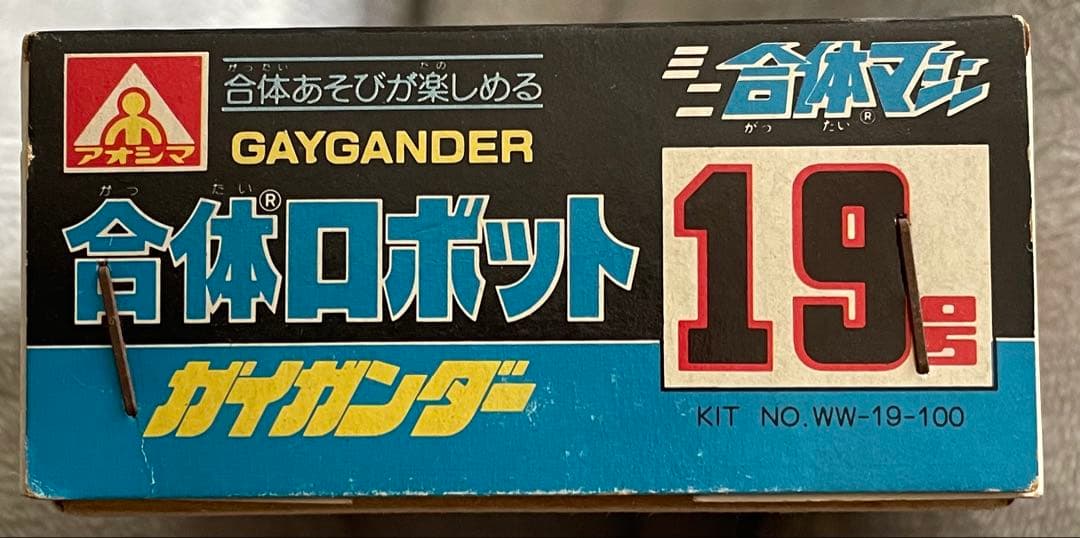 アオシマ
がったい たの
合体あそびが楽しめる
GAYGANDER
がっ たい
合体®ロボット
ガイガンダー
ミニ合体マシン
がっ たい®
19号
KIT NO.WW-19-100